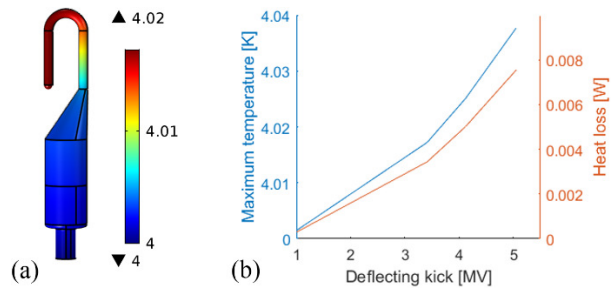 ▲ 4.02
4.01
4
▼ 4
(a)
4.04
4.03
4.02
4.01
0
Maximum temperature [K]
0.008
0.006
0.004
0.002
0
Heat loss [W]
1 2 3 4 5
Deflecting kick [MV]
(b)